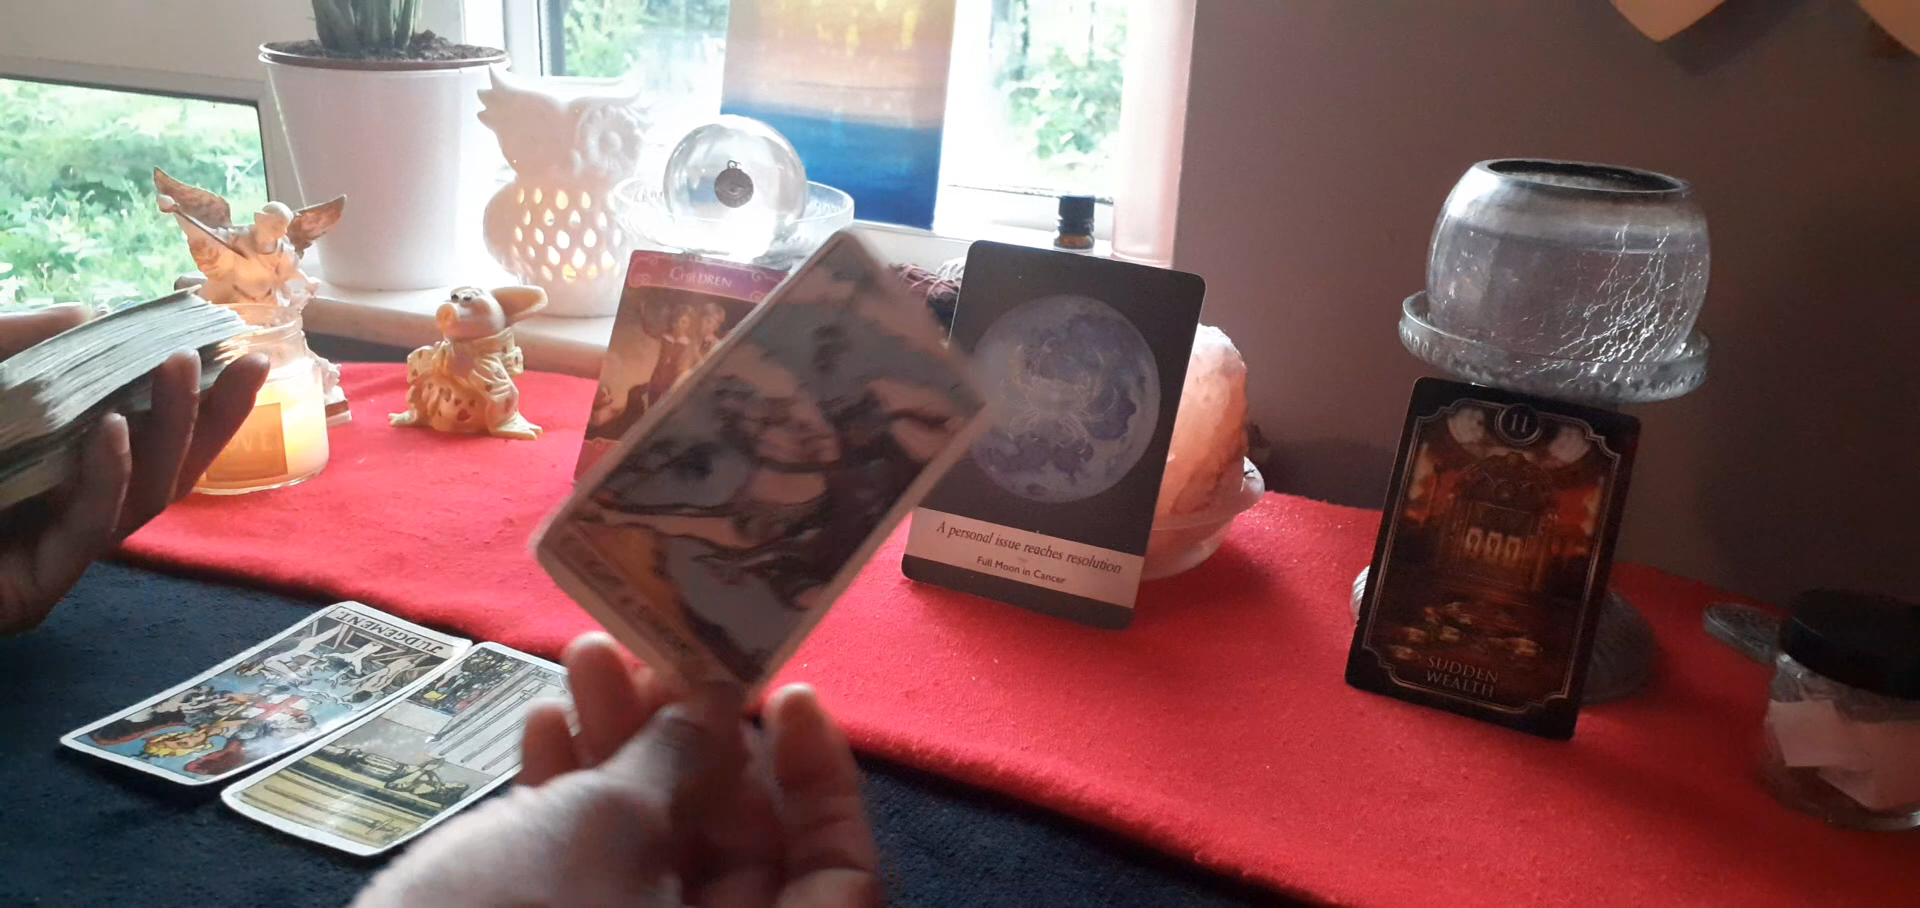 CHILDREN
A personal issue reaches resolution
Full Moon in Cancer
11
SUDDEN
WEALTH
JUDGEMENT.